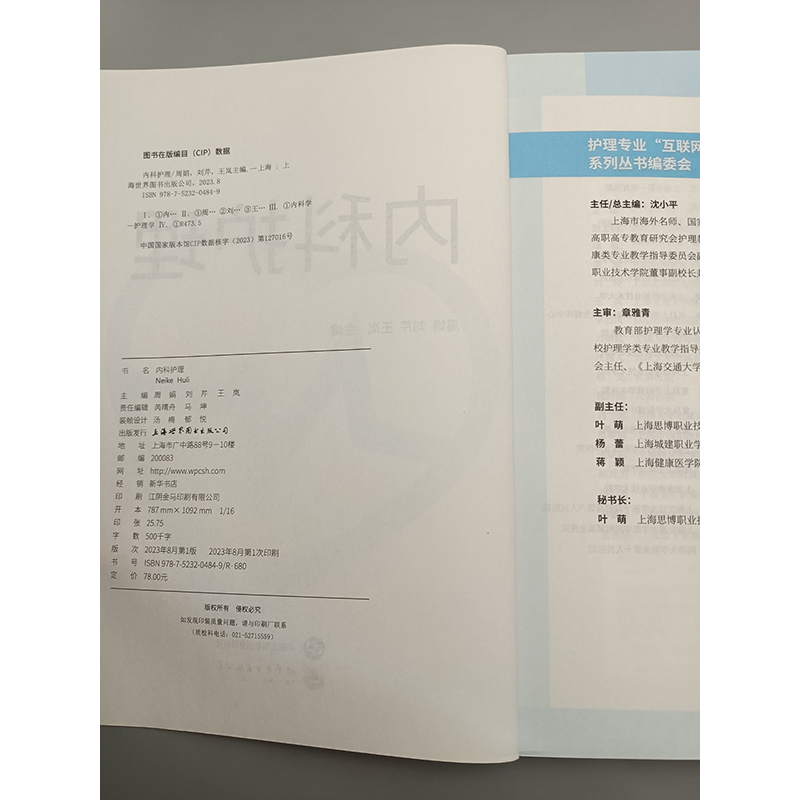 图书在版编目（CIP）数据
内科护理/周娟，刘芹，王岚主编.—上海：上
海世界图书出版公司，2023.8
ISBN 978-7-5232-0484-9
Ⅰ. ①内… Ⅱ. ①周… ②刘… ③王… Ⅲ. ①内科学
－护理学 Ⅳ. ①R473.5
中国国家版本馆CIP数据核字（2023）第127016号
书 名 内科护理
Neike Huli
主 编 周 娟 刘 芹 王 岚
责任编辑 芮晴舟 马 坤
装帧设计 汤 梅 郁 悦
出版发行 上海世界图书出版公司
地 址 上海市广中路88号9－10楼
邮 编 200083
网 址 http://www.wpcsh.com
经 销 新华书店
印 刷 江阴金马印刷有限公司
开 本 787 mm × 1092 mm 1/16
印 张 25.75
字 数 500千字
版 次 2023年8月第1版 2023年8月第1次印刷
书 号 ISBN 978-7-5232-0484-9/R·680
定 价 78.00元
版权所有 侵权必究
如发现印装质量问题，请与印刷厂联系
（质检科电话：021-52715559）
护理专业“互联网
系列丛书编委会
主任/总主编：沈小平
上海市海外名师、国家
高职高专教育研究会护理教
康类专业教学指导委员会副
职业技术学院董事副校长兼
主审：章雅青
教育部护理学专业认
校护理学类专业教学指导
会主任、《上海交通大学
副主任：
叶 萌 上海思博职业技
杨 蕾 上海城建职业学
蒋 颖 上海健康医学院
秘书长：
叶 萌 上海思博职业技